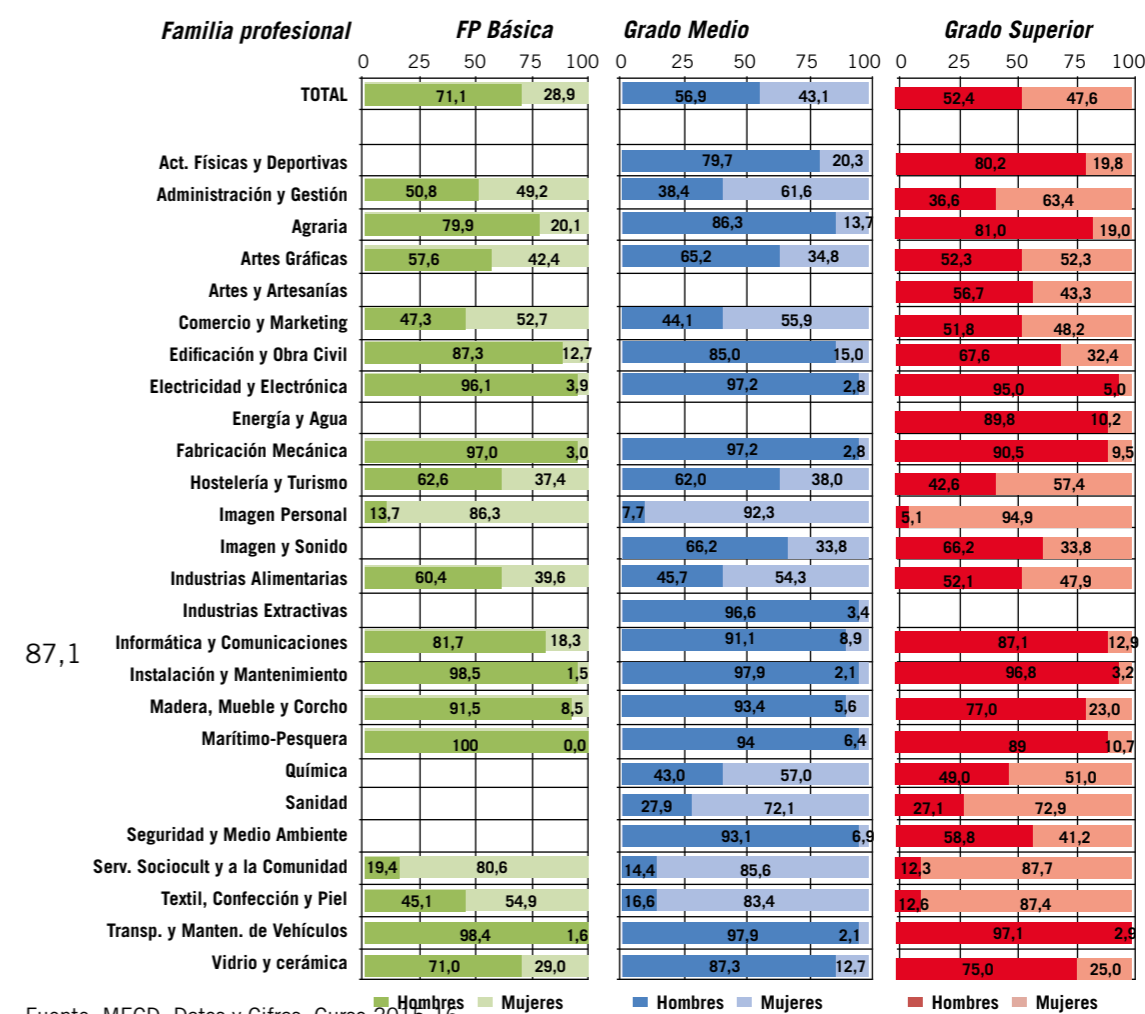 Familia profesional FP Básica Grado Medio Grado Superior
0 25 50 75 100 0 25 50 75 100 0 25 50 75 100
TOTAL 71,1 28,9 56,9 43,1 52,4 47,6
Act. Físicas y Deportivas 79,7 20,3 80,2 19,8
Administración y Gestión 50,8 49,2 38,4 61,6 36,6 63,4
Agraria 79,9 20,1 86,3 13,7 81,0 19,0
Artes Gráficas 57,6 42,4 65,2 34,8 52,3 52,3
Artes y Artesanías 56,7 43,3
Comercio y Marketing 47,3 52,7 44,1 55,9 51,8 48,2
Edificación y Obra Civil 87,3 12,7 85,0 15,0 67,6 32,4
Electricidad y Electrónica 96,1 3,9 97,2 2,8 95,0 5,0
Energía y Agua 89,8 10,2
Fabricación Mecánica 97,0 3,0 97,2 2,8 90,5 9,5
Hostelería y Turismo 62,6 37,4 62,0 38,0 42,6 57,4
Imagen Personal 13,7 86,3 7,7 92,3 5,1 94,9
Imagen y Sonido 66,2 33,8 66,2 33,8
Industrias Alimentarias 60,4 39,6 45,7 54,3 52,1 47,9
Industrias Extractivas 96,6 3,4
87,1 Informática y Comunicaciones 81,7 18,3 91,1 8,9 87,1 12,9
Instalación y Mantenimiento 98,5 1,5 97,9 2,1 96,8 3,2
Madera, Mueble y Corcho 91,5 8,5 93,4 5,6 77,0 23,0
Marítimo-Pesquera 100 0,0 94 6,4 89 10,7
Química 43,0 57,0 49,0 51,0
Sanidad 27,9 72,1 27,1 72,9
Seguridad y Medio Ambiente 93,1 6,9 58,8 41,2
Serv. Sociocult y a la Comunidad 19,4 80,6 14,4 85,6 12,3 87,7
Textil, Confección y Piel 45,1 54,9 16,6 83,4 12,6 87,4
Transp. y Manten. de Vehículos 98,4 1,6 97,9 2,1 97,1 2,9
Vidrio y cerámica 71,0 29,0 87,3 12,7 75,0 25,0
Hombres Mujeres Hombres Mujeres Hombres Mujeres
Fuente. MECD. Datos y Cifras. Curso 2015-16